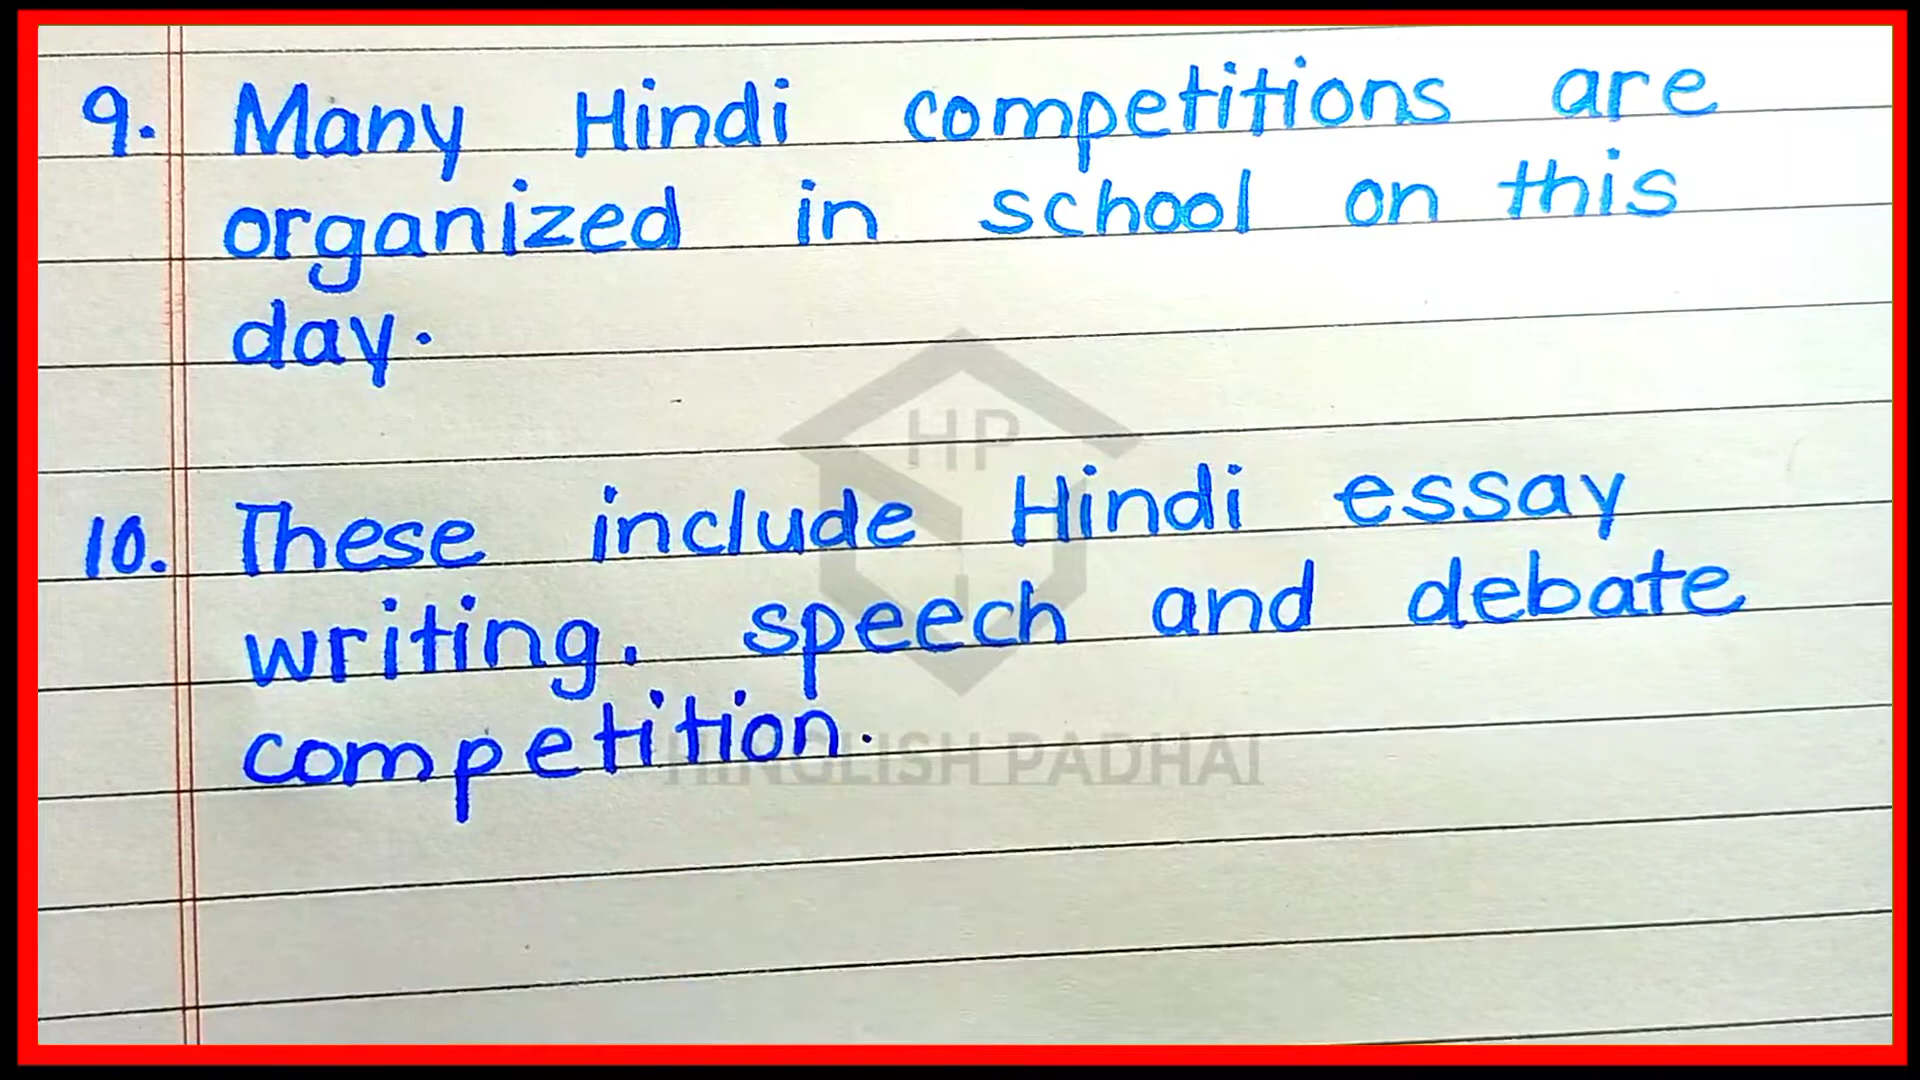 9. Many Hindi competitions are
organized in school on this
day.
HP
10. These include Hindi essay
writing. speech and debate
competition.
HINGLISH PADHAI